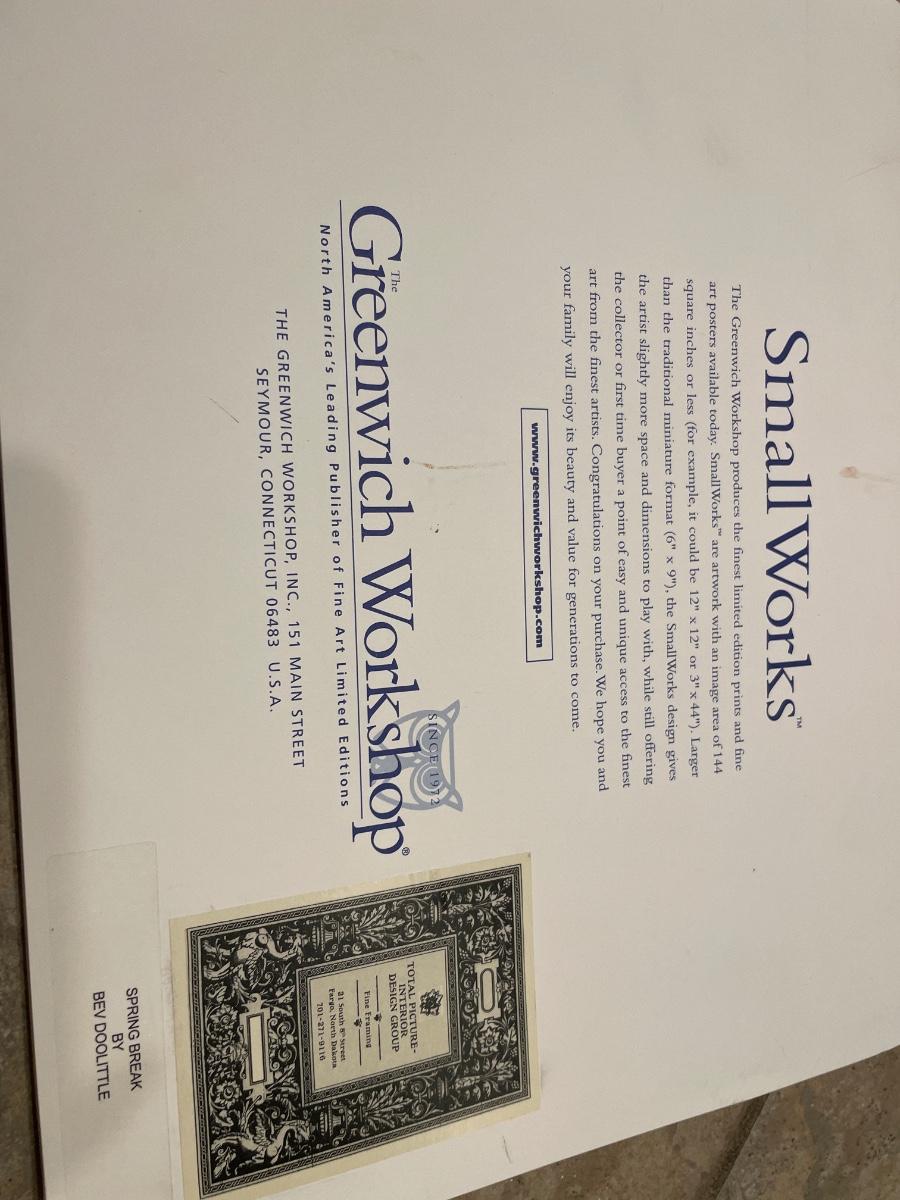 SmallWorks™
The Greenwich Workshop produces the finest limited edition prints and fine
art posters available today. SmallWorks™ are artwork with an image area of 144
square inches or less (for example, it could be 12" x 12" or 3" x 44"). Larger
than the traditional miniature format (6" x 9"), the SmallWorks design gives
the artist slightly more space and dimensions to play with, while still offering
the collector or first time buyer a point of easy and unique access to the finest
art from the finest artists. Congratulations on your purchase. We hope you and
your family will enjoy its beauty and value for generations to come.
www.greenwichworkshop.com
SINCE 1972
The
Greenwich Workshop®
North America's Leading Publisher of Fine Art Limited Editions
THE GREENWICH WORKSHOP, INC., 151 MAIN STREET
SEYMOUR, CONNECTICUT 06483 U.S.A.
TOTAL PICTURE-
INTERIOR
DESIGN GROUP
Fine Framing
21 South 8th Street
Fargo, North Dakota
701-271-9116
SPRING BREAK
BY
BEV DOOLITTLE